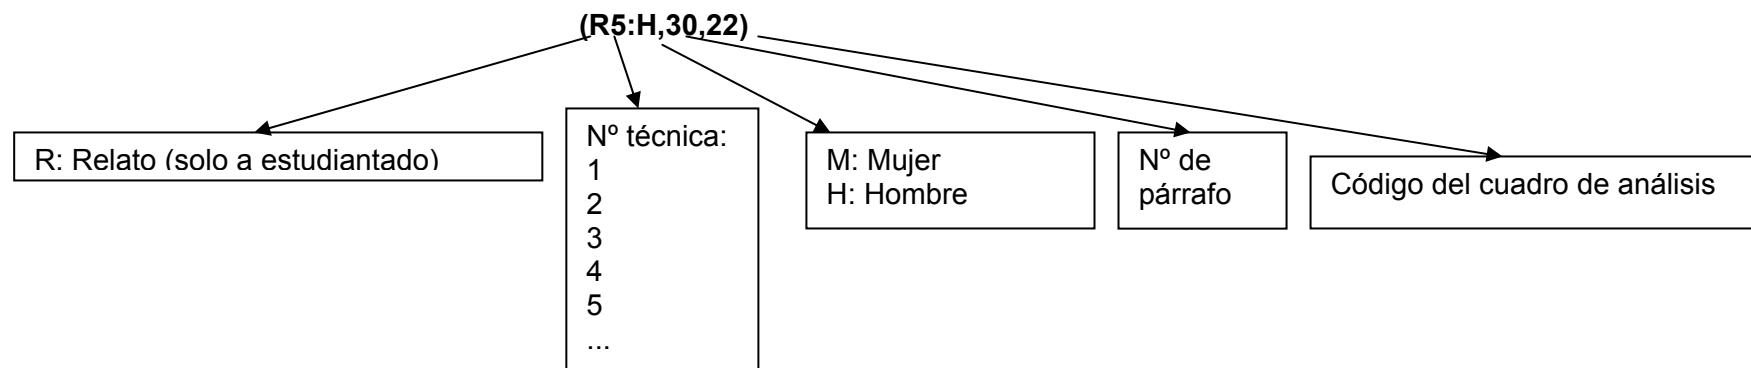 (R5:H,30,22)
R: Relato (solo a estudiantado)
Nº técnica:
1
2
3
4
5
...
M: Mujer
H: Hombre
Nº de
párrafo
Código del cuadro de análisis